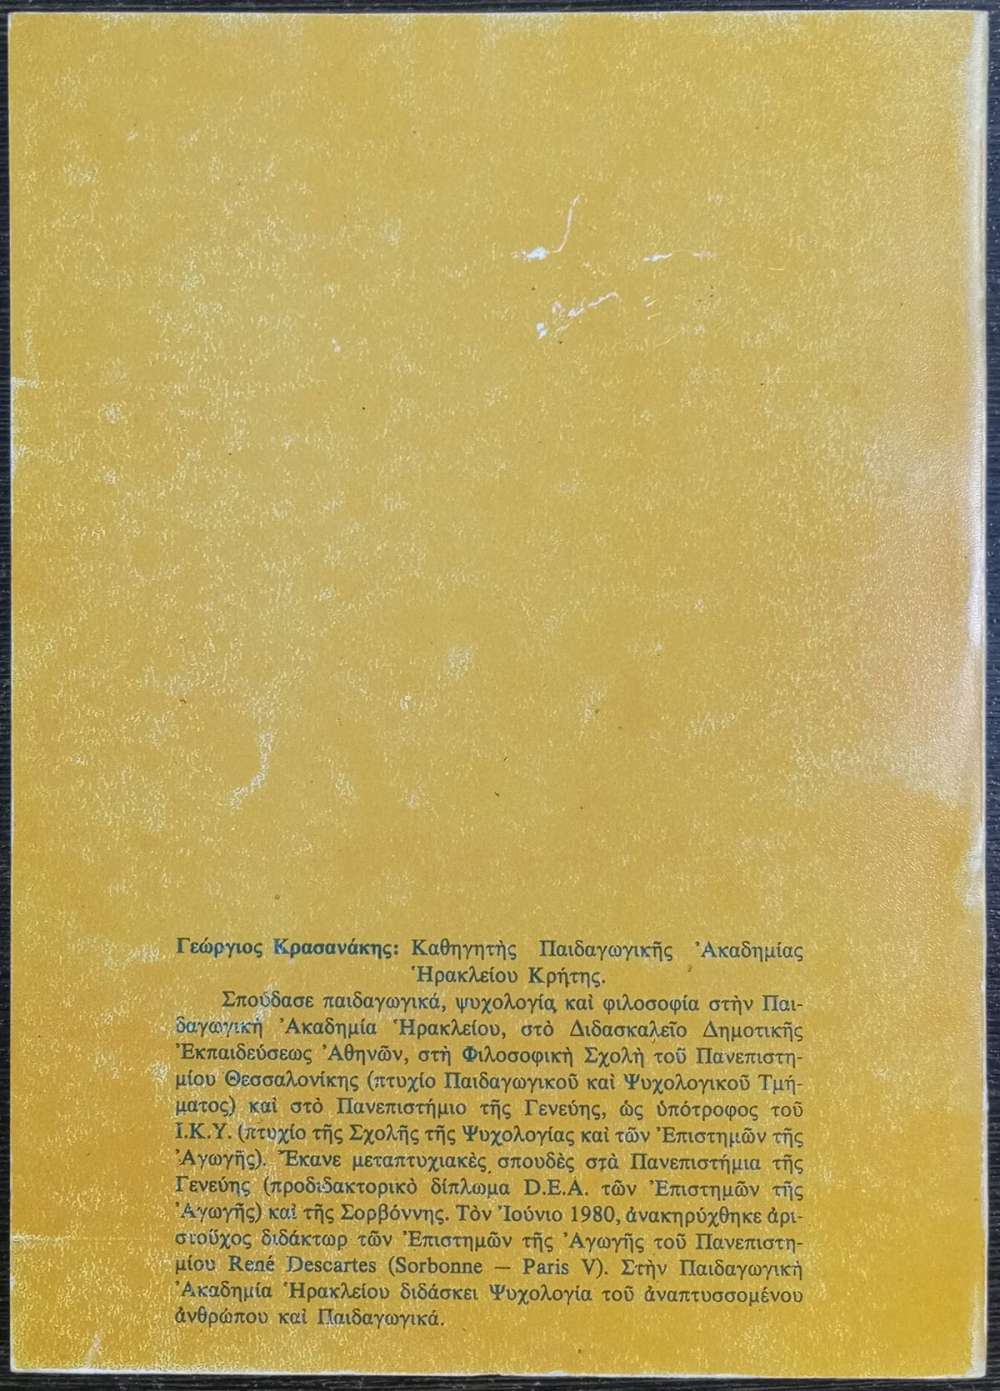 Γεώργιος Κρασανάκης: Καθηγητὴς Παιδαγωγικῆς Ἀκαδημίας
Ἡρακλείου Κρήτης.
Σπούδασε παιδαγωγικά, ψυχολογία καὶ φιλοσοφία στὴν Παι-
δαγωγικὴ Ἀκαδημία Ἡρακλείου, στὸ Διδασκαλεῖο Δημοτικῆς
Ἐκπαιδεύσεως Ἀθηνῶν, στὴ Φιλοσοφικὴ Σχολὴ τοῦ Πανεπιστη-
μίου Θεσσαλονίκης (πτυχίο Παιδαγωγικοῦ καὶ Ψυχολογικοῦ Τμή-
ματος) καὶ στὸ Πανεπιστήμιο τῆς Γενεύης, ὡς ὑπότροφος τοῦ
Ι.Κ.Υ. (πτυχίο τῆς Σχολῆς τῆς Ψυχολογίας καὶ τῶν Ἐπιστημῶν τῆς
Ἀγωγῆς). Ἔκανε μεταπτυχιακὲς σπουδὲς στὰ Πανεπιστήμια τῆς
Γενεύης (προδιδακτορικὸ δίπλωμα D.E.A. τῶν Ἐπιστημῶν τῆς
Ἀγωγῆς) καὶ τῆς Σορβόννης. Τὸν Ἰούνιο 1980, ἀνακηρύχθηκε ἀρι-
στοῦχος διδάκτωρ τῶν Ἐπιστημῶν τῆς Ἀγωγῆς τοῦ Πανεπιστη-
μίου René Descartes (Sorbonne — Paris V). Στὴν Παιδαγωγικὴ
Ἀκαδημία Ἡρακλείου διδάσκει Ψυχολογία τοῦ ἀναπτυσσομένου
ἀνθρώπου καὶ Παιδαγωγικά.